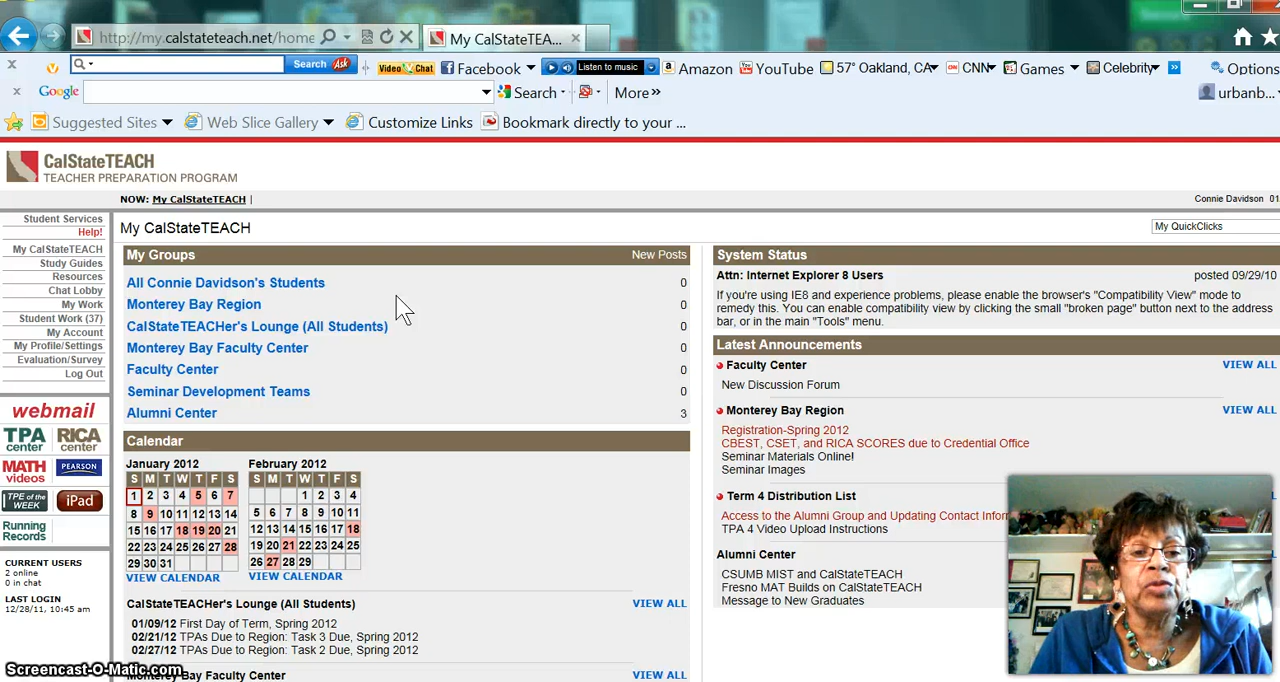 http://my.calstateteach.net/home
My CalStateTEA...
Search Ask
Video Chat
Facebook
Listen to music
Amazon
YouTube
57° Oakland, CA
CNN
Games
Celebrity
Options
Google
Search
More»
urbanb...
Suggested Sites
Web Slice Gallery
Customize Links
Bookmark directly to your ...
CalStateTEACH
TEACHER PREPARATION PROGRAM
NOW: My CalStateTEACH |
Connie Davidson 01
Student Services
Help!
My CalStateTEACH
Study Guides
Resources
Chat Lobby
My Work
Student Work (37)
My Account
My Profile/Settings
Evaluation/Survey
Log Out
webmail
TPA center
RICA center
MATH videos
PEARSON
TPE of the WEEK
iPad
Running Records
CURRENT USERS
2 online
0 in chat
LAST LOGIN
12/28/11, 10:45 am
My CalStateTEACH
My QuickClicks
My Groups New Posts
All Connie Davidson's Students 0
Monterey Bay Region 0
CalStateTEACHer's Lounge (All Students) 0
Monterey Bay Faculty Center 0
Faculty Center 0
Seminar Development Teams 0
Alumni Center 3
Calendar
January 2012
S M T W T F S
1 2 3 4 5 6 7
8 9 10 11 12 13 14
15 16 17 18 19 20 21
22 23 24 25 26 27 28
29 30 31
VIEW CALENDAR
February 2012
S M T W T F S
1 2 3 4
5 6 7 8 9 10 11
12 13 14 15 16 17 18
19 20 21 22 23 24 25
26 27 28 29
VIEW CALENDAR
CalStateTEACHer's Lounge (All Students) VIEW ALL
01/09/12 First Day of Term, Spring 2012
02/21/12 TPAs Due to Region: Task 3 Due, Spring 2012
02/27/12 TPAs Due to Region: Task 2 Due, Spring 2012
Monterey Bay Faculty Center VIEW ALL
System Status
Attn: Internet Explorer 8 Users posted 09/29/10
If you're using IE8 and experience problems, please enable the browser's "Compatibility View" mode to
remedy this. You can enable compatibility view by clicking the small "broken page" button next to the address
bar, or in the main "Tools" menu.
Latest Announcements
Faculty Center VIEW ALL
New Discussion Forum
Monterey Bay Region VIEW ALL
Registration-Spring 2012
CBEST, CSET, and RICA SCORES due to Credential Office
Seminar Materials Online!
Seminar Images
Term 4 Distribution List
Access to the Alumni Group and Updating Contact Inform
TPA 4 Video Upload Instructions
Alumni Center
CSUMB MIST and CalStateTEACH
Fresno MAT Builds on CalStateTEACH
Message to New Graduates
Screencast-O-Matic.com